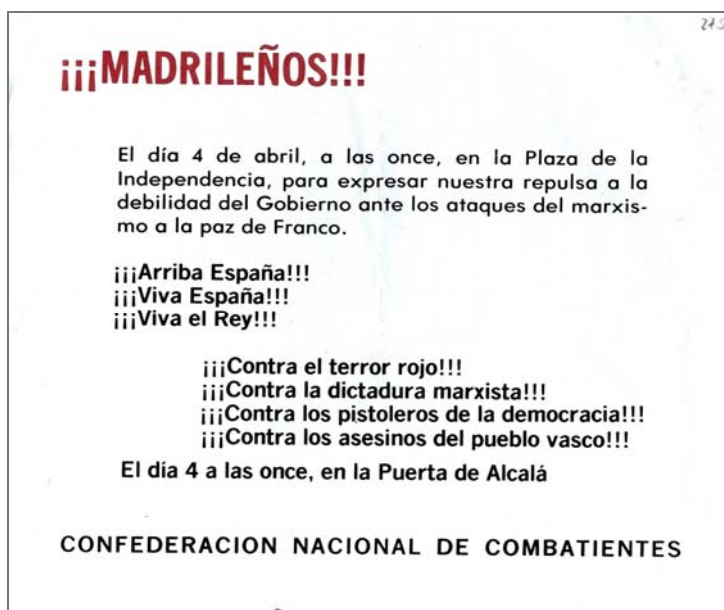 ¡¡¡MADRILEÑOS!!!
El día 4 de abril, a las once, en la Plaza de la
Independencia, para expresar nuestra repulsa a la
debilidad del Gobierno ante los ataques del marxis-
mo a la paz de Franco.
¡¡¡Arriba España!!!
¡¡¡Viva España!!!
¡¡¡Viva el Rey!!!
¡¡¡Contra el terror rojo!!!
¡¡¡Contra la dictadura marxista!!!
¡¡¡Contra los pistoleros de la democracia!!!
¡¡¡Contra los asesinos del pueblo vasco!!!
El día 4 a las once, en la Puerta de Alcalá
CONFEDERACION NACIONAL DE COMBATIENTES